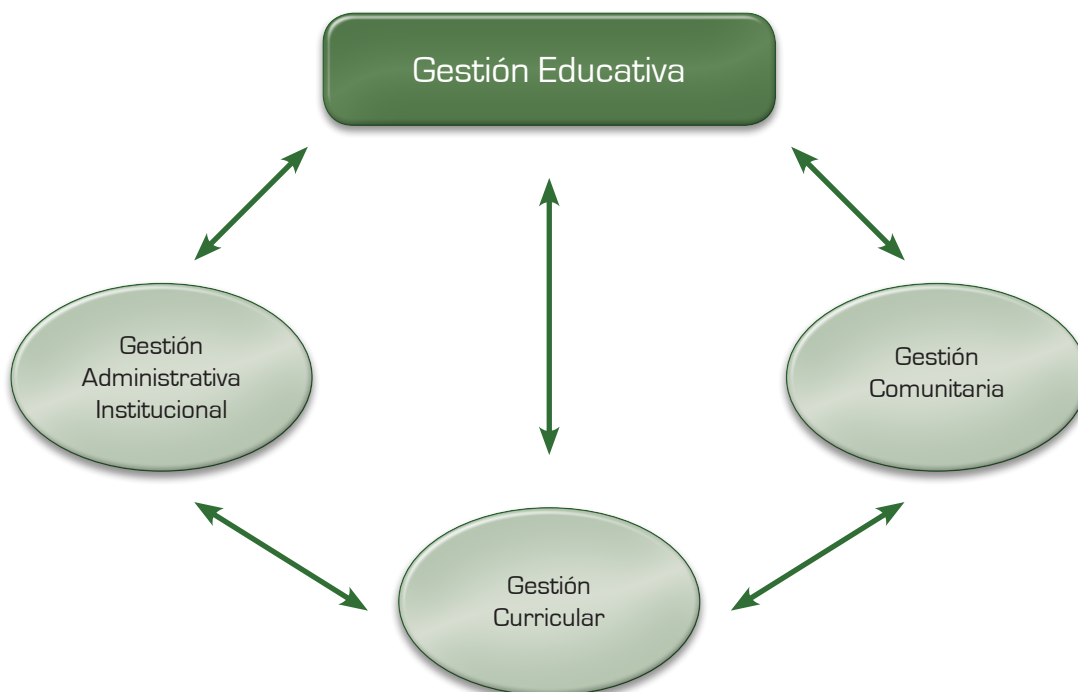 Gestión Educativa
Gestión
Administrativa
Institucional
Gestión
Comunitaria
Gestión
Curricular